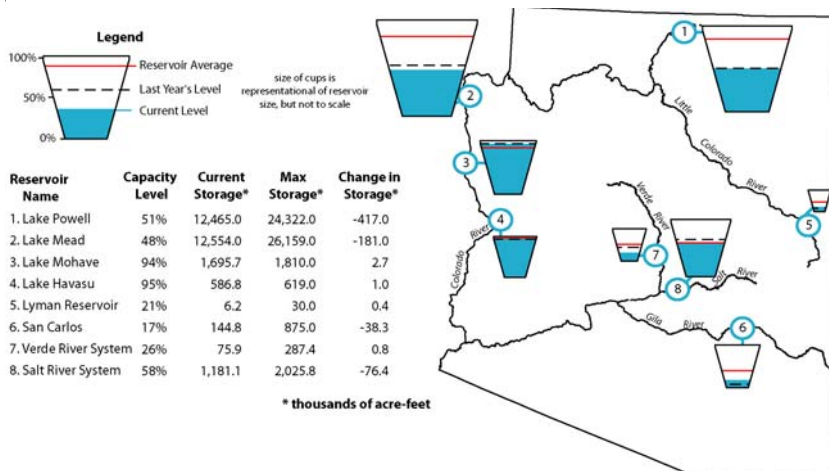 Legend
100%
50%
0%
Reservoir Average
Last Year's Level
Current Level
size of cups is
representational of reservoir
size, but not to scale
Reservoir Name Capacity Level Current Storage* Max Storage* Change in Storage*
1. Lake Powell 51% 12,465.0 24,322.0 -417.0
2. Lake Mead 48% 12,554.0 26,159.0 -181.0
3. Lake Mohave 94% 1,695.7 1,810.0 2.7
4. Lake Havasu 95% 586.8 619.0 1.0
5. Lyman Reservoir 21% 6.2 30.0 0.4
6. San Carlos 17% 144.8 875.0 -38.3
7. Verde River System 26% 75.9 287.4 0.8
8. Salt River System 58% 1,181.1 2,025.8 -76.4
* thousands of acre-feet
1
2
3
4
5
6
7
8
Little Colorado River
Verde River
Colorado River
Salt River
Gila River